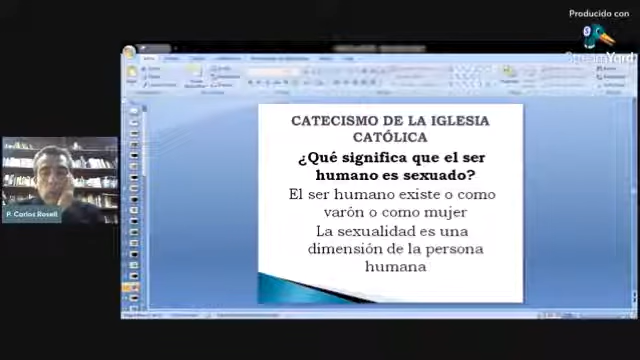 Producido con
StreamYard
CATECISMO DE LA IGLESIA
CATÓLICA
¿Qué significa que el ser
humano es sexuado?
El ser humano existe o como
varón o como mujer
La sexualidad es una
dimensión de la persona
humana
P. Carlos Rosell